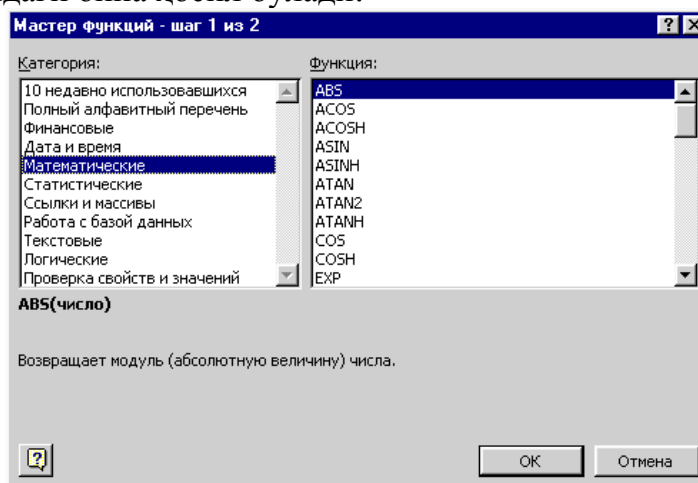 Мастер функций - шаг 1 из 2
Категория:
Функция:
10 недавно использовавшихся
Полный алфавитный перечень
Финансовые
Дата и время
Математические
Статистические
Ссылки и массивы
Работа с базой данных
Текстовые
Логические
Проверка свойств и значений
ABS
ACOS
ACOSH
ASIN
ASINH
ATAN
ATAN2
ATANH
COS
COSH
EXP
ABS(число)
Возвращает модуль (абсолютную величину) числа.
ОК
Отмена